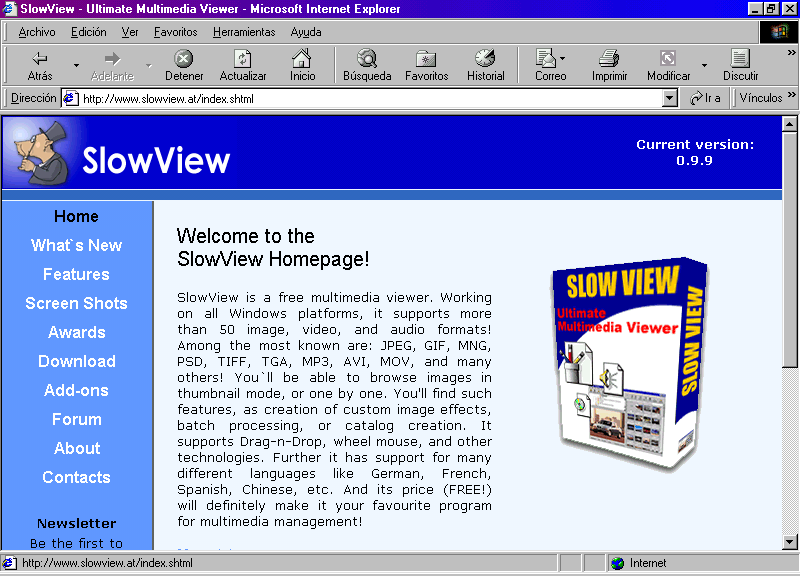 SlowView - Ultimate Multimedia Viewer - Microsoft Internet Explorer
Archivo Edición Ver Favoritos Herramientas Ayuda
Atrás Adelante Detener Actualizar Inicio Búsqueda Favoritos Historial Correo Imprimir Modificar Discutir
Dirección http://www.slowview.at/index.shtml Ir a Vínculos
SlowView
Current version:
0.9.9
Home
What`s New
Features
Screen Shots
Awards
Download
Add-ons
Forum
About
Contacts
Newsletter
Be the first to
Welcome to the
SlowView Homepage!
SlowView is a free multimedia viewer. Working
on all Windows platforms, it supports more
than 50 image, video, and audio formats!
Among the most known are: JPEG, GIF, MNG,
PSD, TIFF, TGA, MP3, AVI, MOV, and many
others! You`ll be able to browse images in
thumbnail mode, or one by one. You'll find such
features, as creation of custom image effects,
batch processing, or catalog creation. It
supports Drag-n-Drop, wheel mouse, and other
technologies. Further it has support for many
different languages like German, French,
Spanish, Chinese, etc. And its price (FREE!)
will definitely make it your favourite program
for multimedia management!
SLOW VIEW
Ultimate
Multimedia Viewer
SLOW VIEW
http://www.slowview.at/index.shtml Internet